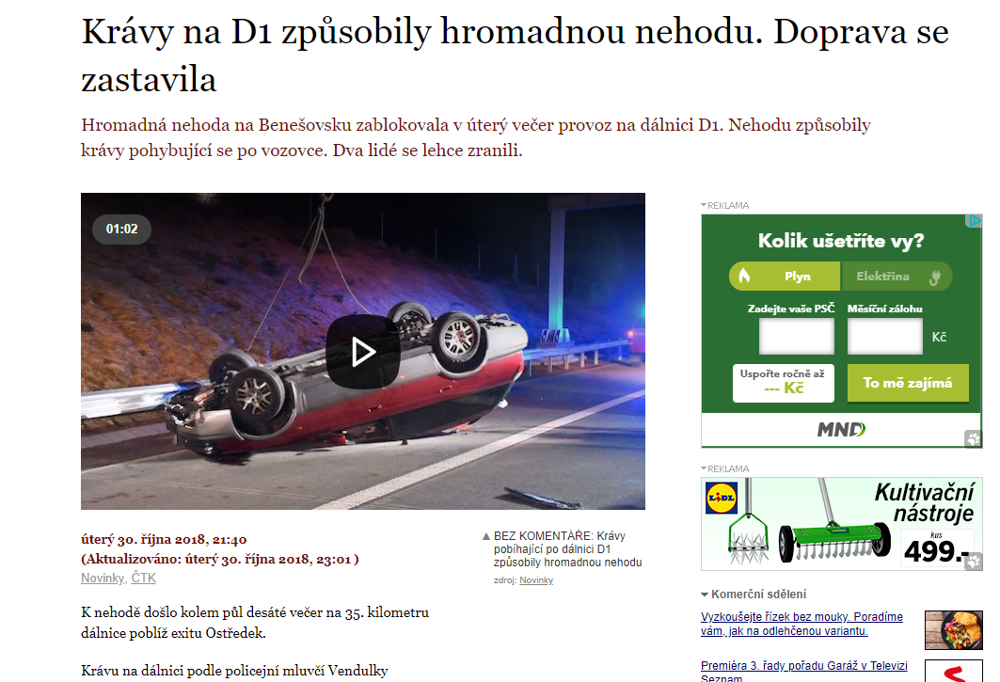 Krávy na D1 způsobily hromadnou nehodu. Doprava se
zastavila
Hromadná nehoda na Benešovsku zablokovala v úterý večer provoz na dálnici D1. Nehodu způsobily
krávy pohybující se po vozovce. Dva lidé se lehce zranili.
01:02
úterý 30. října 2018, 21:40
(Aktualizováno: úterý 30. října 2018, 23:01 )
Novinky, ČTK
BEZ KOMENTÁŘE: Krávy
pobíhající po dálnici D1
způsobily hromadnou nehodu
zdroj: Novinky
K nehodě došlo kolem půl desáté večer na 35. kilometru
dálnice poblíž exitu Ostředek.
Krávu na dálnici podle policejní mluvčí Vendulky
REKLAMA
Kolik ušetříte vy?
Plyn
Elektřina
Zadejte vaše PSČ
Měsíční zálohu
Kč
Uspořte ročně až
--- Kč
To mě zajímá
MND
REKLAMA
LIDL
Kultivační
nástroje
kus
499.-
Komerční sdělení
Vyzkoušejte řízek bez mouky. Poradíme
vám, jak na odlehčenou variantu.
Premiéra 3. řady pořadu Garáž v Televizi
Seznam